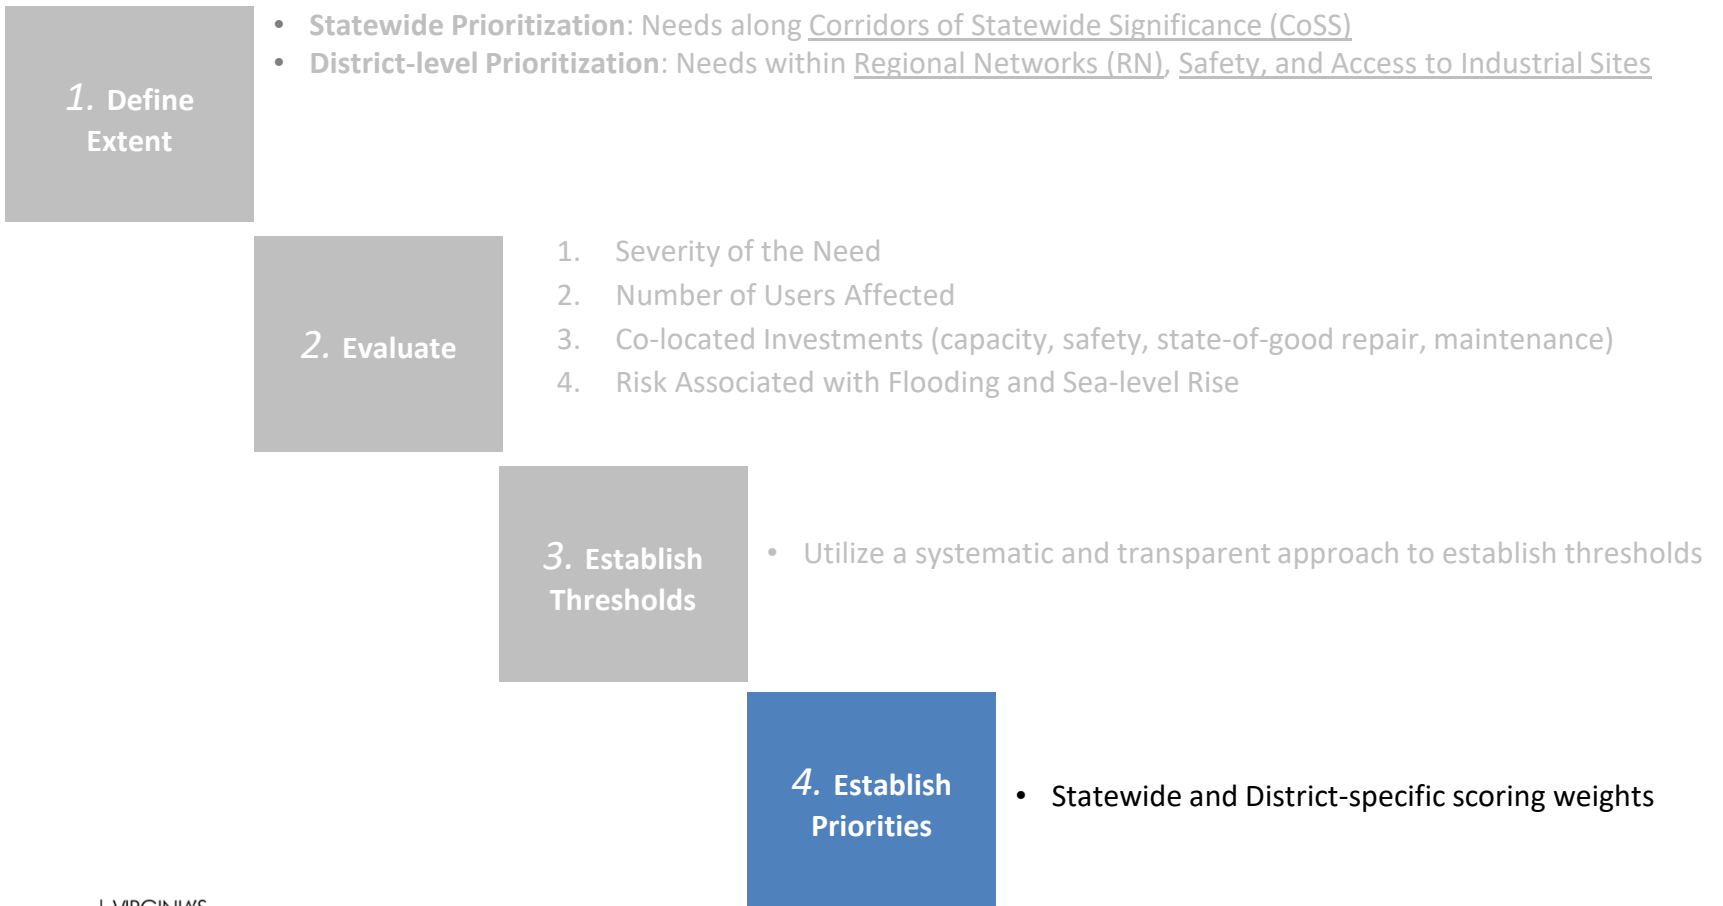 • Statewide Prioritization: Needs along Corridors of Statewide Significance (CoSS)
• District-level Prioritization: Needs within Regional Networks (RN), Safety, and Access to Industrial Sites
1. Define
Extent
1. Severity of the Need
2. Number of Users Affected
3. Co-located Investments (capacity, safety, state-of-good repair, maintenance)
4. Risk Associated with Flooding and Sea-level Rise
2. Evaluate
3. Establish
Thresholds
• Utilize a systematic and transparent approach to establish thresholds
4. Establish
Priorities
• Statewide and District-specific scoring weights